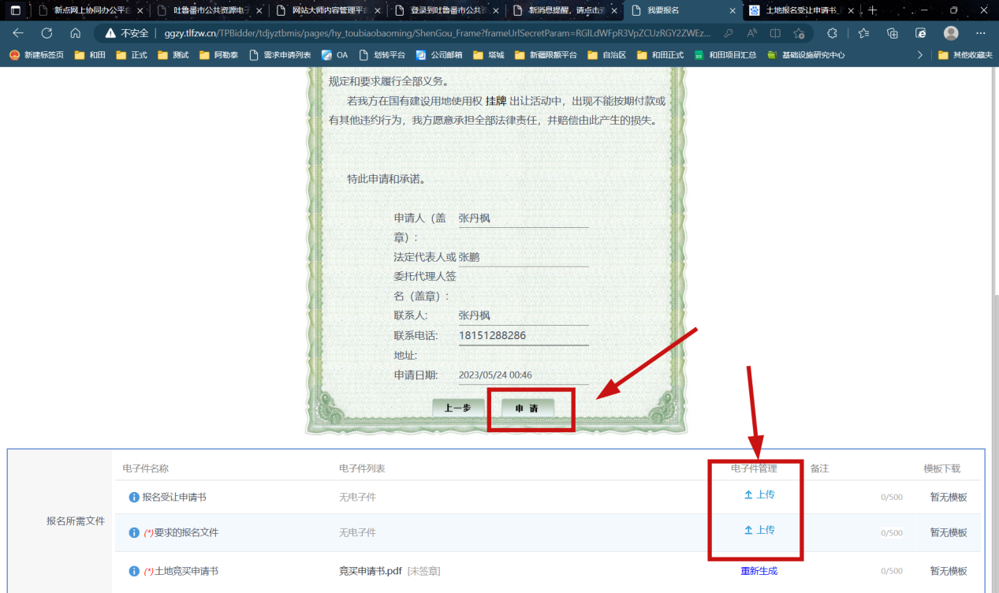 新点网上协同办公平台
吐鲁番市公共资源电子
网站大师内容管理平台
登录到吐鲁番市公共资
新消息提醒，请点击查
我要报名
土地报名受让申请书_
不安全
ggzy.tlfzw.cn/TPBidder/tdjyztbmis/pages/hy_toubiaobaoming/ShenGou_Frame?frameUrlSecretParam=RGlLdWFpR3VpZCUzRGY2ZWEz...
新建标签页 和田 正式 测试 阿勒泰 需求申请列表 OA 划转平台 公司邮箱 塔城 新疆限额平台 自治区 和田正式 和田项目汇总 基础设施研究中心 其他收藏夹
规定和要求履行全部义务。
若我方在国有建设用地使用权 挂牌 出让活动中，出现不能按期付款或
有其他违约行为，我方愿意承担全部法律责任，并赔偿由此产生的损失。
特此申请和承诺。
申请人（盖 张丹枫
章）：
法定代表人或 张鹏
委托代理人签
名（盖章）：
联系人: 张丹枫
联系电话: 18151288286
地址:
申请日期: 2023/05/24 00:46
上一步 申 请
电子件名称 电子件列表 电子件管理 备注 模板下载
报名受让申请书 无电子件 上传 0/500 暂无模板
报名所需文件
(*)要求的报名文件 无电子件 上传 0/500 暂无模板
(*)土地竞买申请书 竞买申请书.pdf [未签章] 重新生成 0/500 暂无模板